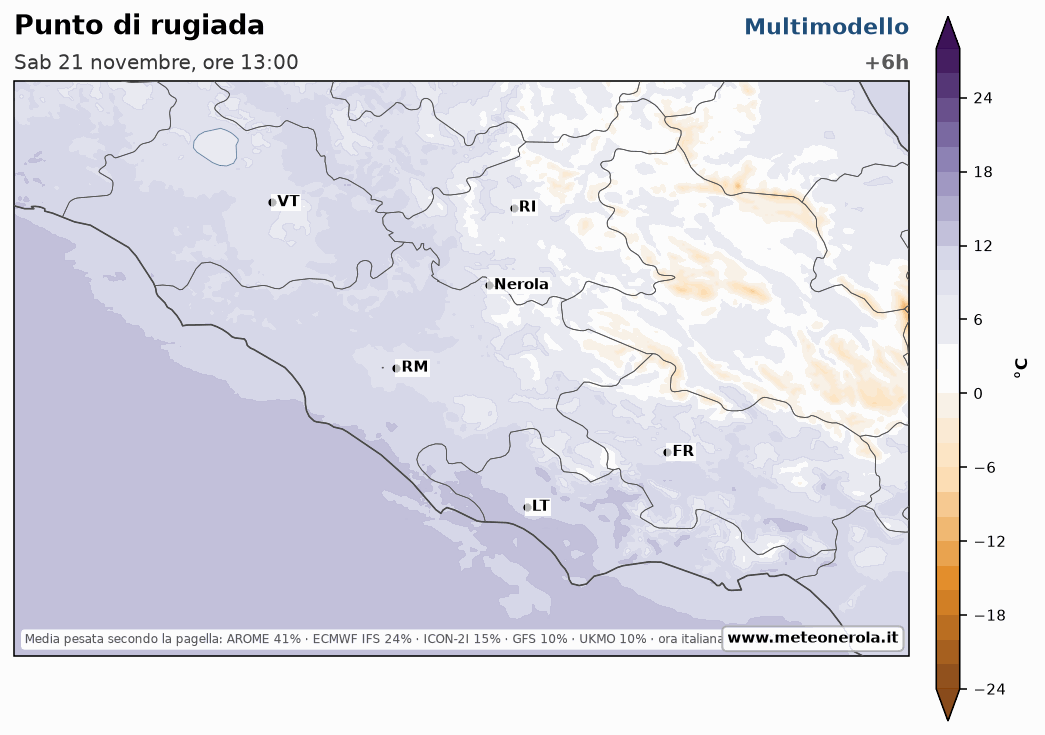 Punto di rugiada
Multimodello
Sab 21 novembre, ore 13:00
+6h
VT
RI
Nerola
RM
FR
LT
Media pesata secondo la pagella: AROME 41% · ECMWF IFS 24% · ICON-2I 15% · GFS 10% · UKMO 10% · ora italiana
www.meteonerola.it
24
18
12
6
0
−6
−12
−18
−24
°C